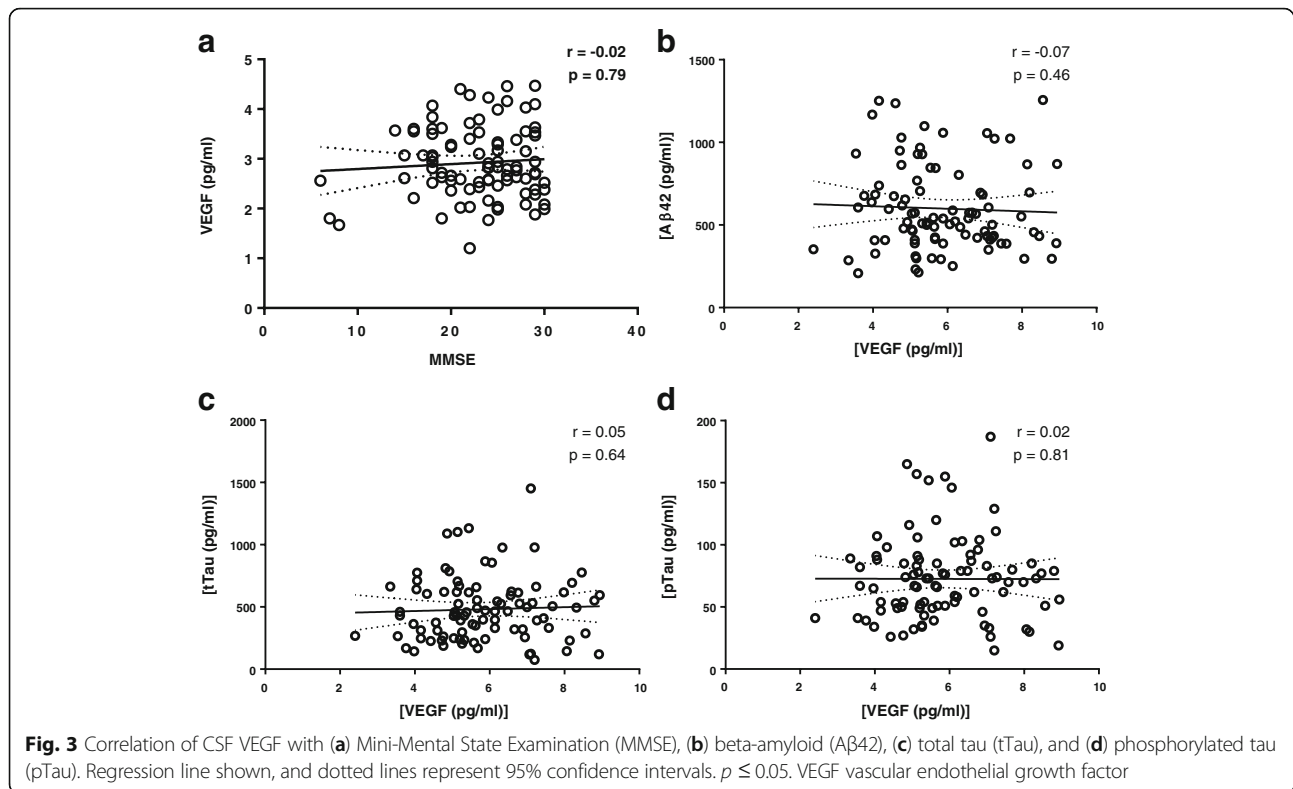 a
r = -0.02
p = 0.79
5
4
3
2
1
0
VEGF (pg/ml)
0 10 20 30 40
MMSE
b
r = -0.07
p = 0.46
1500
1000
500
0
[Aβ42 (pg/ml)]
0 2 4 6 8 10
[VEGF (pg/ml)]
c
r = 0.05
p = 0.64
2000
1500
1000
500
0
[tTau (pg/ml)]
0 2 4 6 8 10
[VEGF (pg/ml)]
d
r = 0.02
p = 0.81
200
150
100
50
0
[pTau (pg/ml)]
0 2 4 6 8 10
[VEGF (pg/ml)]
Fig. 3 Correlation of CSF VEGF with (a) Mini-Mental State Examination (MMSE), (b) beta-amyloid (Aβ42), (c) total tau (tTau), and (d) phosphorylated tau
(pTau). Regression line shown, and dotted lines represent 95% confidence intervals. p ≤ 0.05. VEGF vascular endothelial growth factor